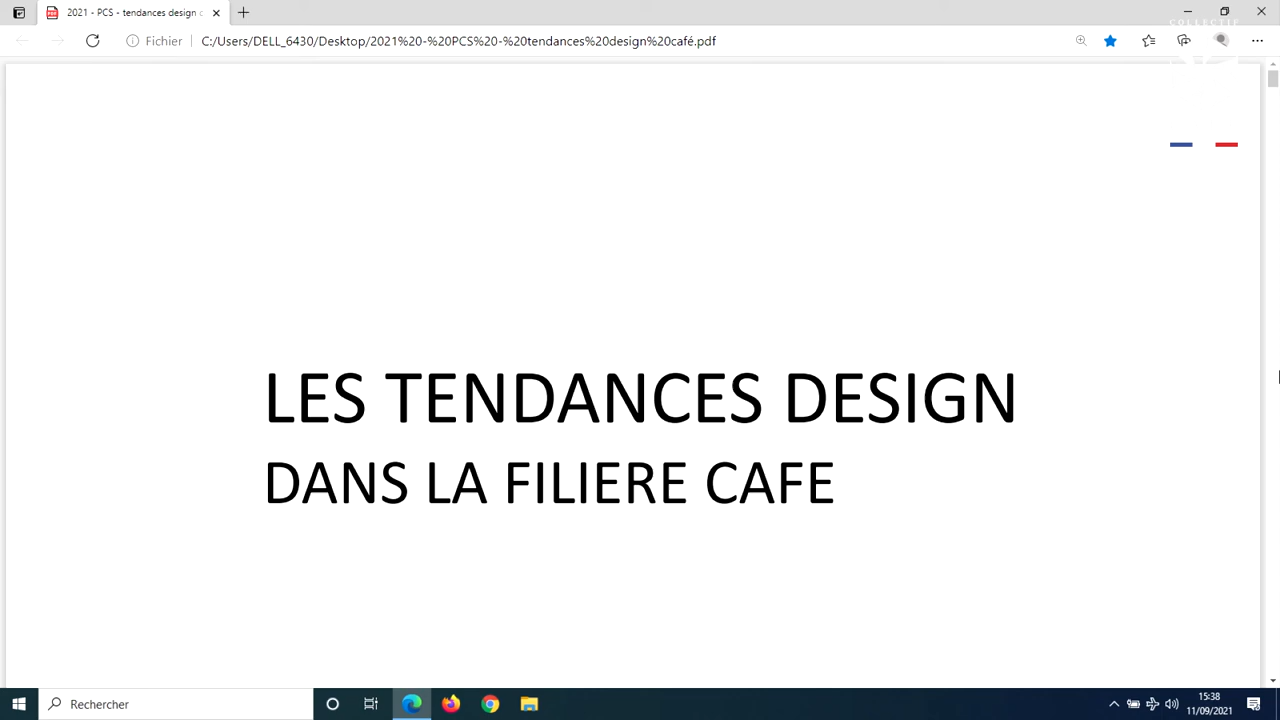 2021 - PCS - tendances design c
Fichier
C:/Users/DELL_6430/Desktop/2021%20-%20PCS%20-%20tendances%20design%20café.pdf
COLLECTIF
LES TENDANCES DESIGN
DANS LA FILIERE CAFE
Rechercher
15:38
11/09/2021